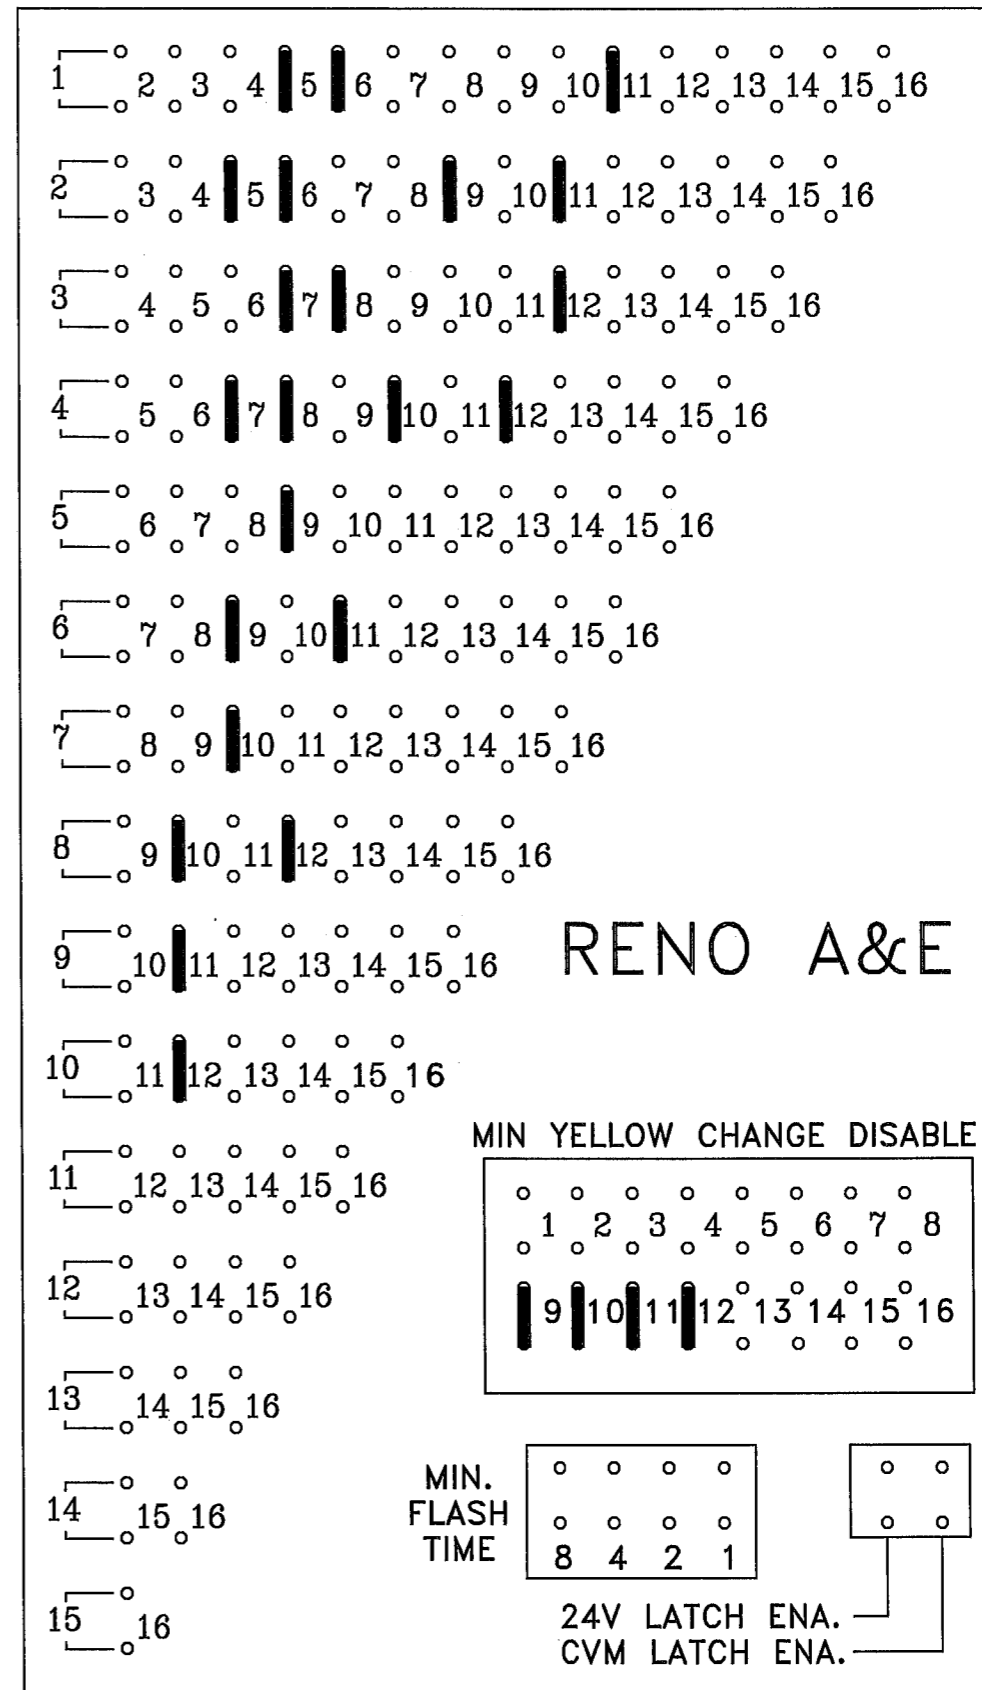 1 2 3 4 5 6 7 8 9 10 11 12 13 14 15 16
2 3 4 5 6 7 8 9 10 11 12 13 14 15 16
3 4 5 6 7 8 9 10 11 12 13 14 15 16
4 5 6 7 8 9 10 11 12 13 14 15 16
5 6 7 8 9 10 11 12 13 14 15 16
6 7 8 9 10 11 12 13 14 15 16
7 8 9 10 11 12 13 14 15 16
8 9 10 11 12 13 14 15 16
9 10 11 12 13 14 15 16
RENO A&E
10 11 12 13 14 15 16
11 12 13 14 15 16
12 13 14 15 16
13 14 15 16
14 15 16
15 16
MIN YELLOW CHANGE DISABLE
1 2 3 4 5 6 7 8
9 10 11 12 13 14 15 16
MIN.
FLASH
TIME
8 4 2 1
24V LATCH ENA.
CVM LATCH ENA.